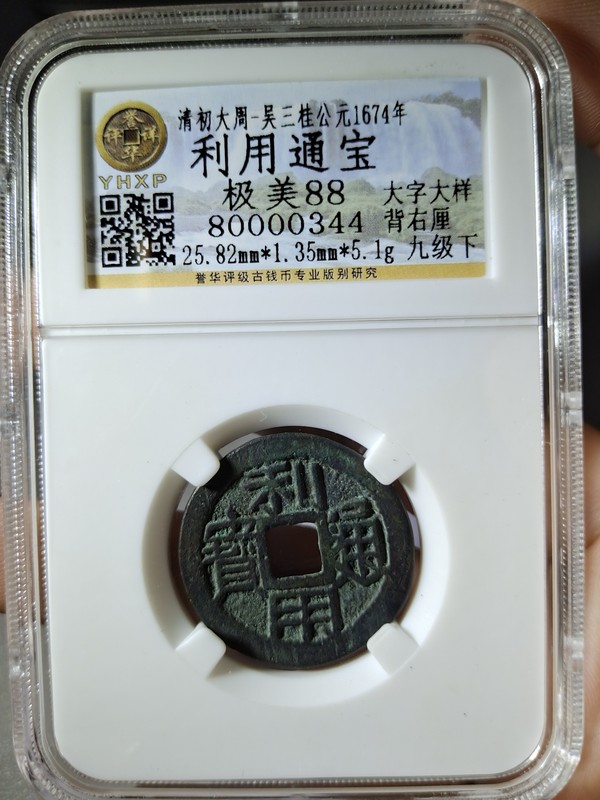 清初大周-吴三桂公元1674年
利用通宝
YHXP
极美88 大字大样
80000344 背右厘
25.82mm*1.35mm*5.1g 九级下
誉华评级古钱币专业版别研究
利用通寳